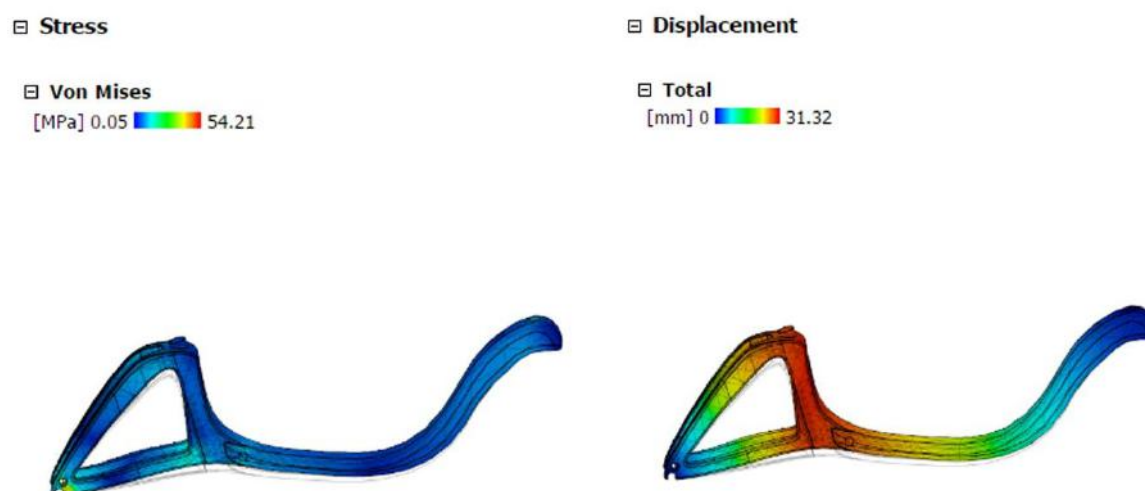 Stress
Von Mises
[MPa] 0.05 54.21
Displacement
Total
[mm] 0 31.32